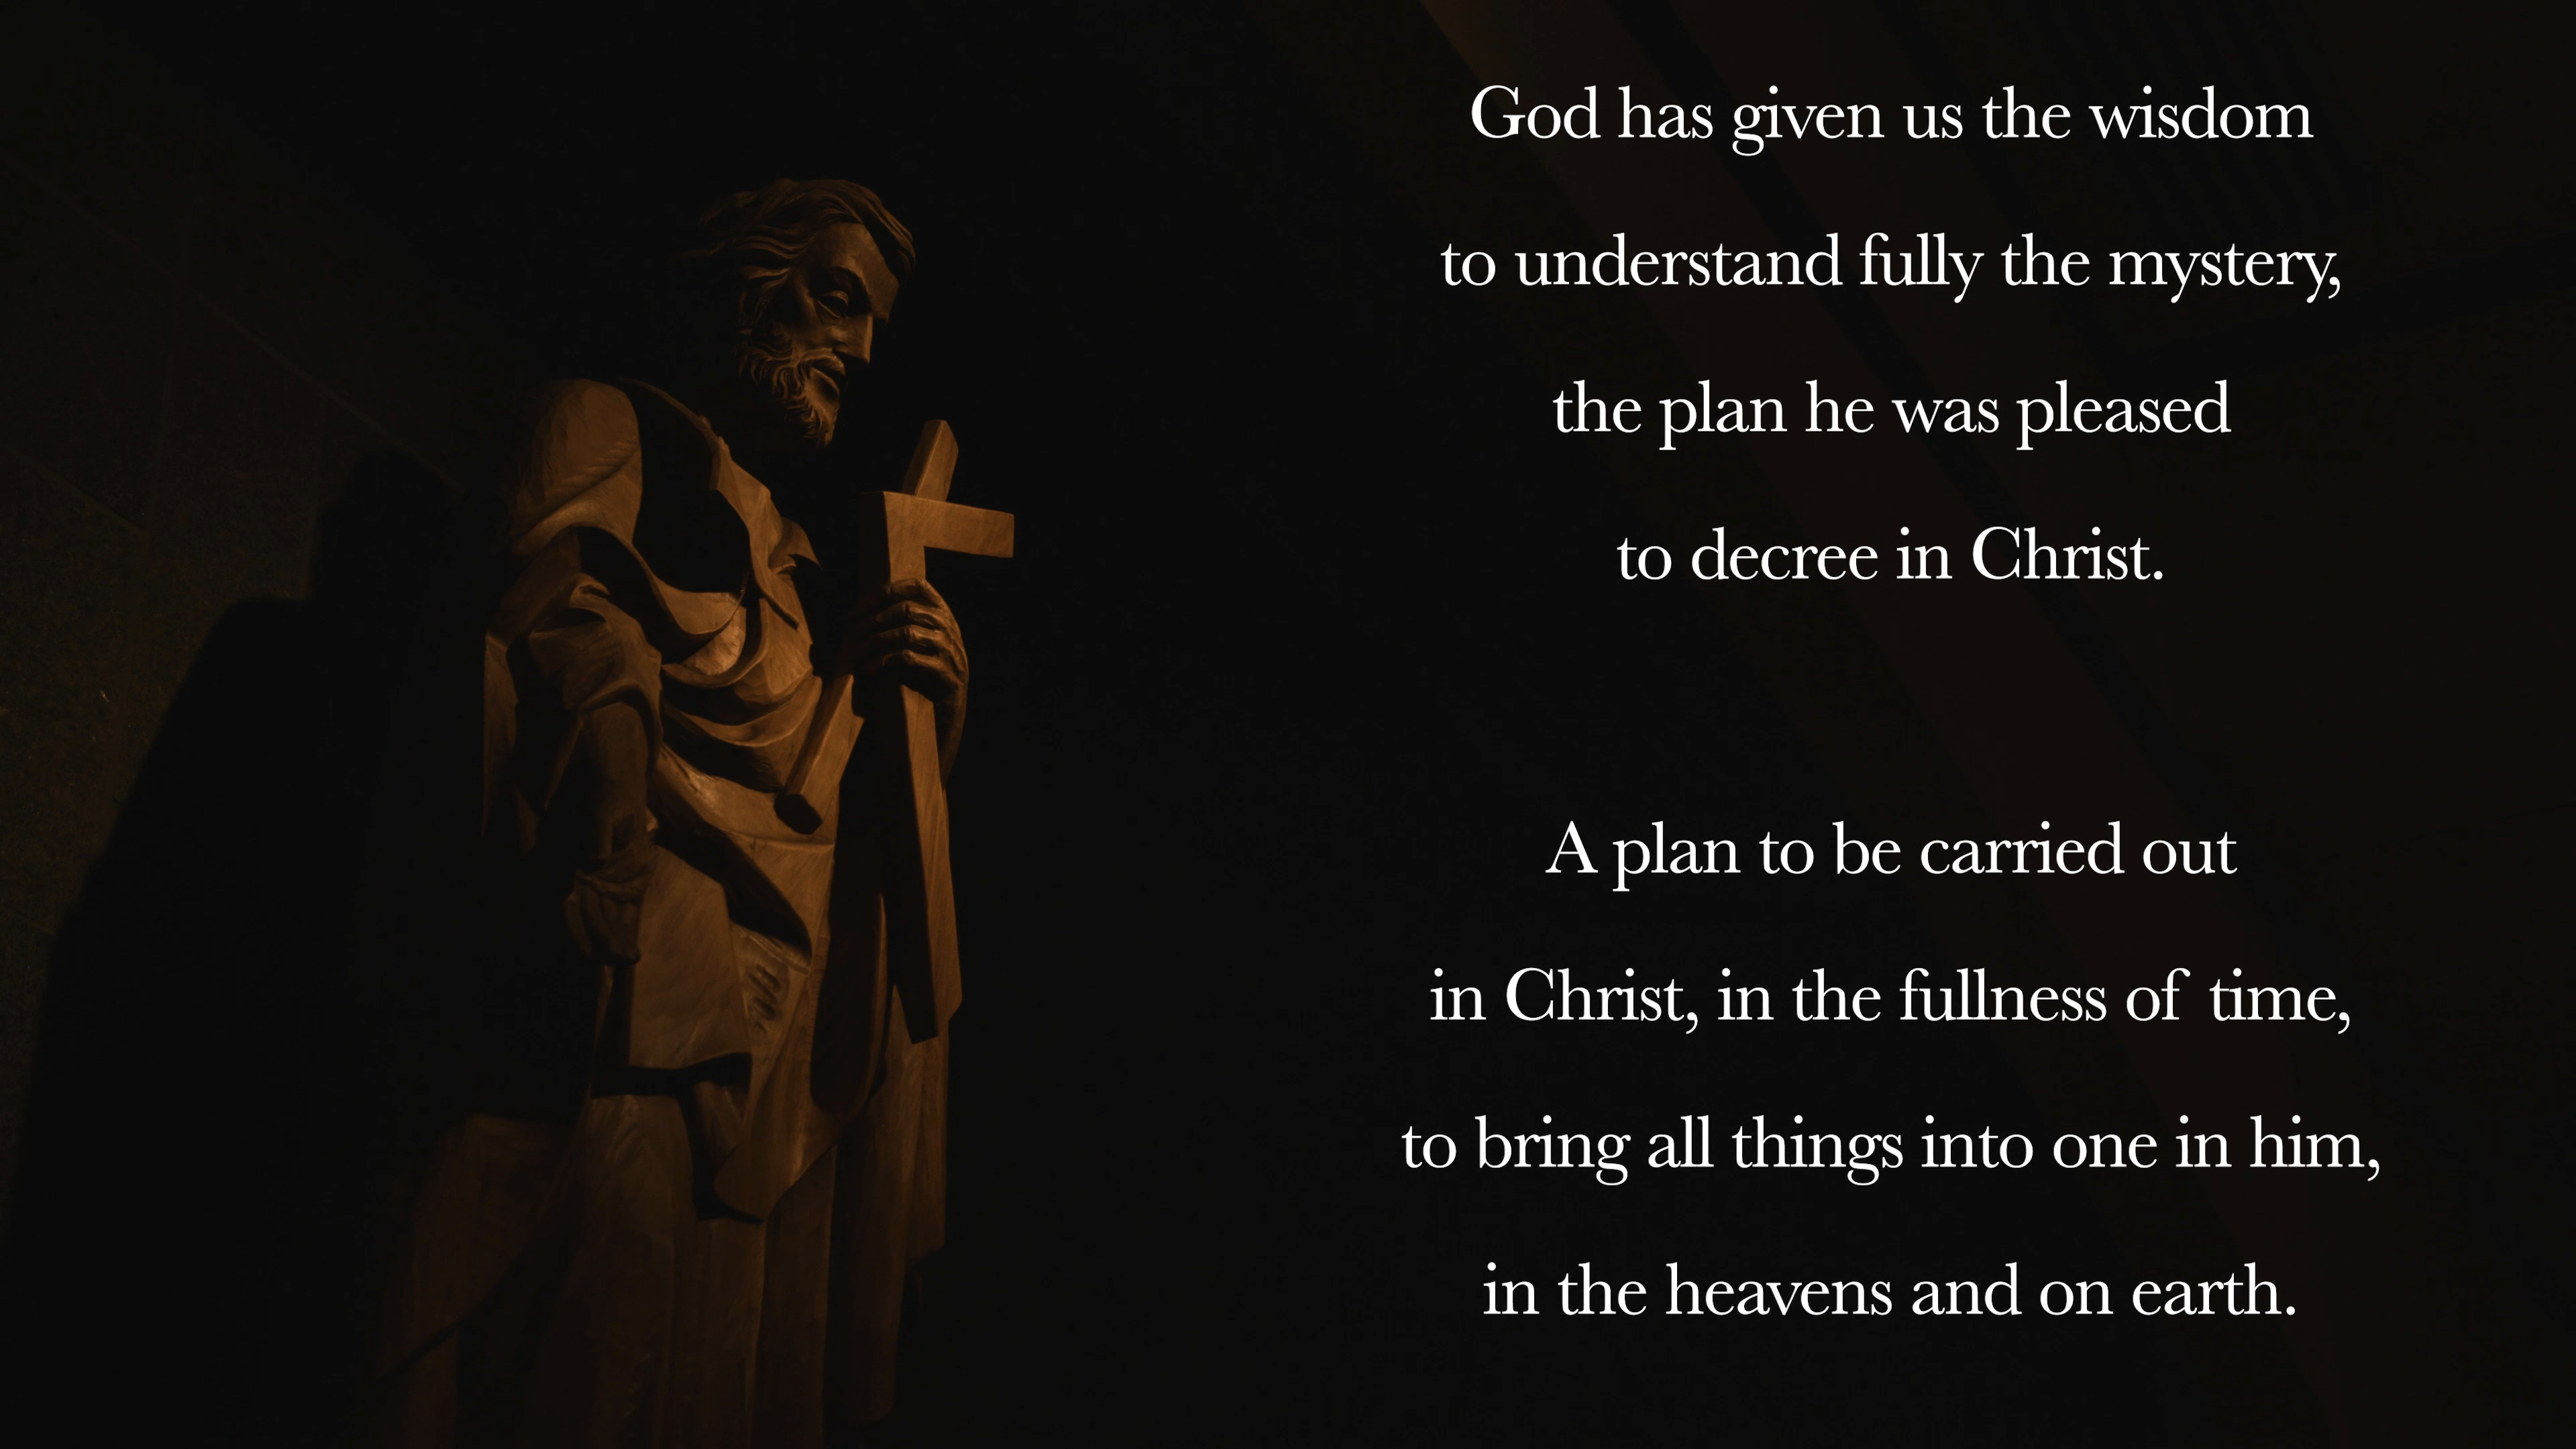 God has given us the wisdom
to understand fully the mystery,
the plan he was pleased
to decree in Christ.
A plan to be carried out
in Christ, in the fullness of time,
to bring all things into one in him,
in the heavens and on earth.